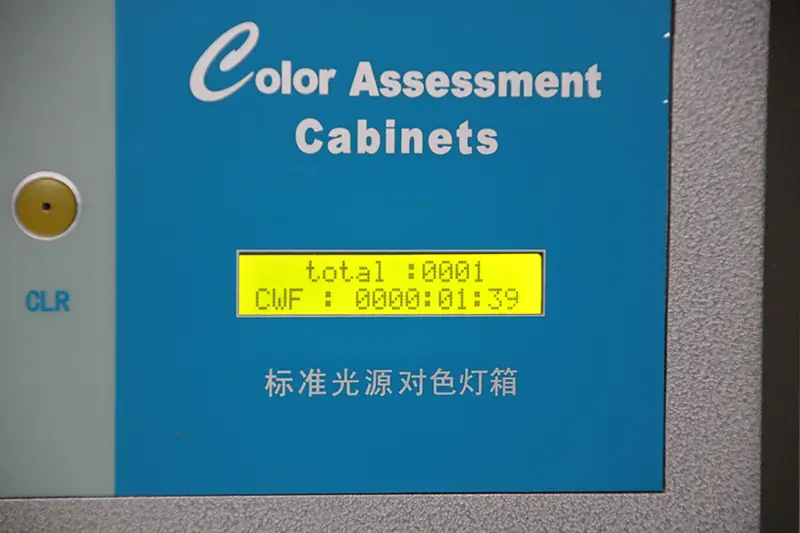 Color Assessment
Cabinets
total :0001
CWF : 0000:01:39
CLR
标准光源对色灯箱